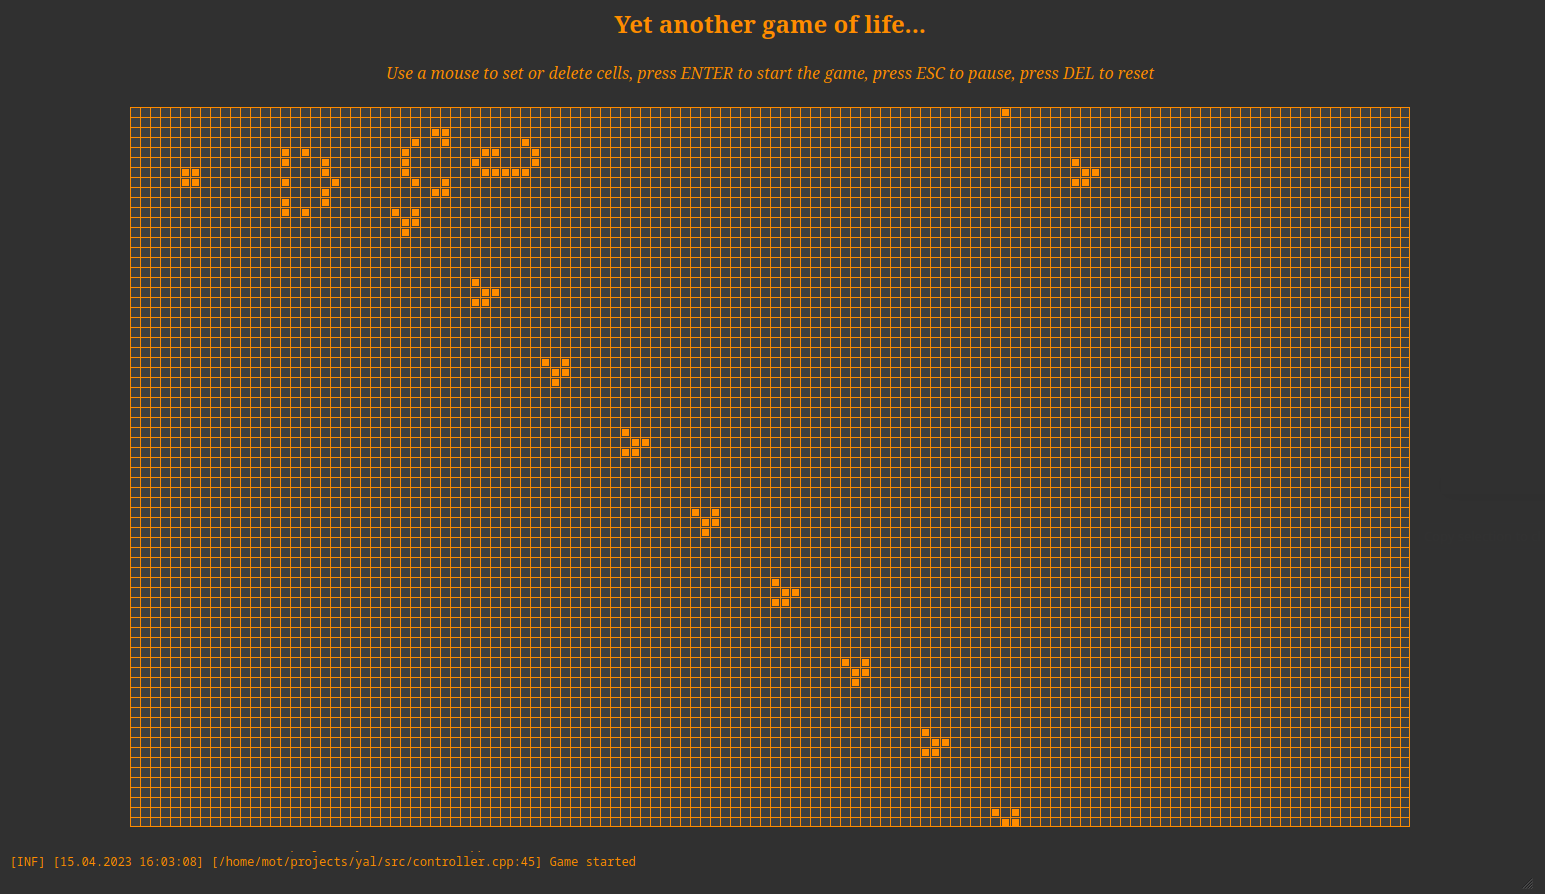 Yet another game of life...
Use a mouse to set or delete cells, press ENTER to start the game, press ESC to pause, press DEL to reset
[INF] [15.04.2023 16:03:08] [/home/mot/projects/yal/src/controller.cpp:45] Game started